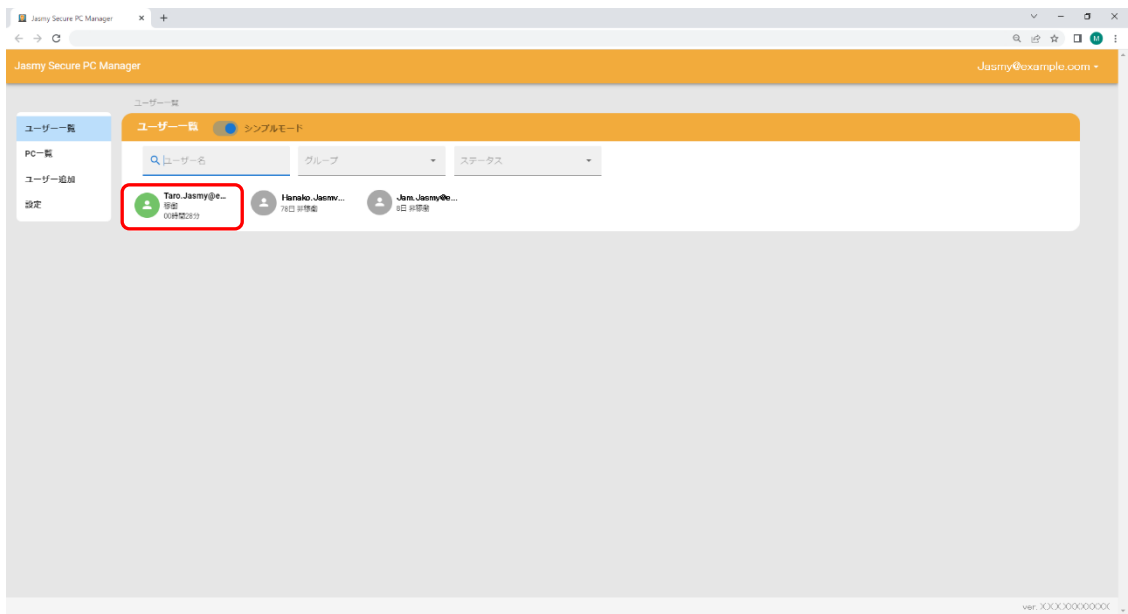 Jasmy Secure PC Manager
M
Jasmy Secure PC Manager
Jasmy@example.com
ユーザー一覧
ユーザー一覧
PC一覧
ユーザー追加
設定
ユーザー一覧 シンプルモード
ユーザー名 グループ ステータス
Taro.Jasmy@e...
稼働
00時間28分
Hanako.Jasmy...
78日 非稼働
Jam.Jasmy@e...
8日 非稼働
ver: XXXXXXXXXXX